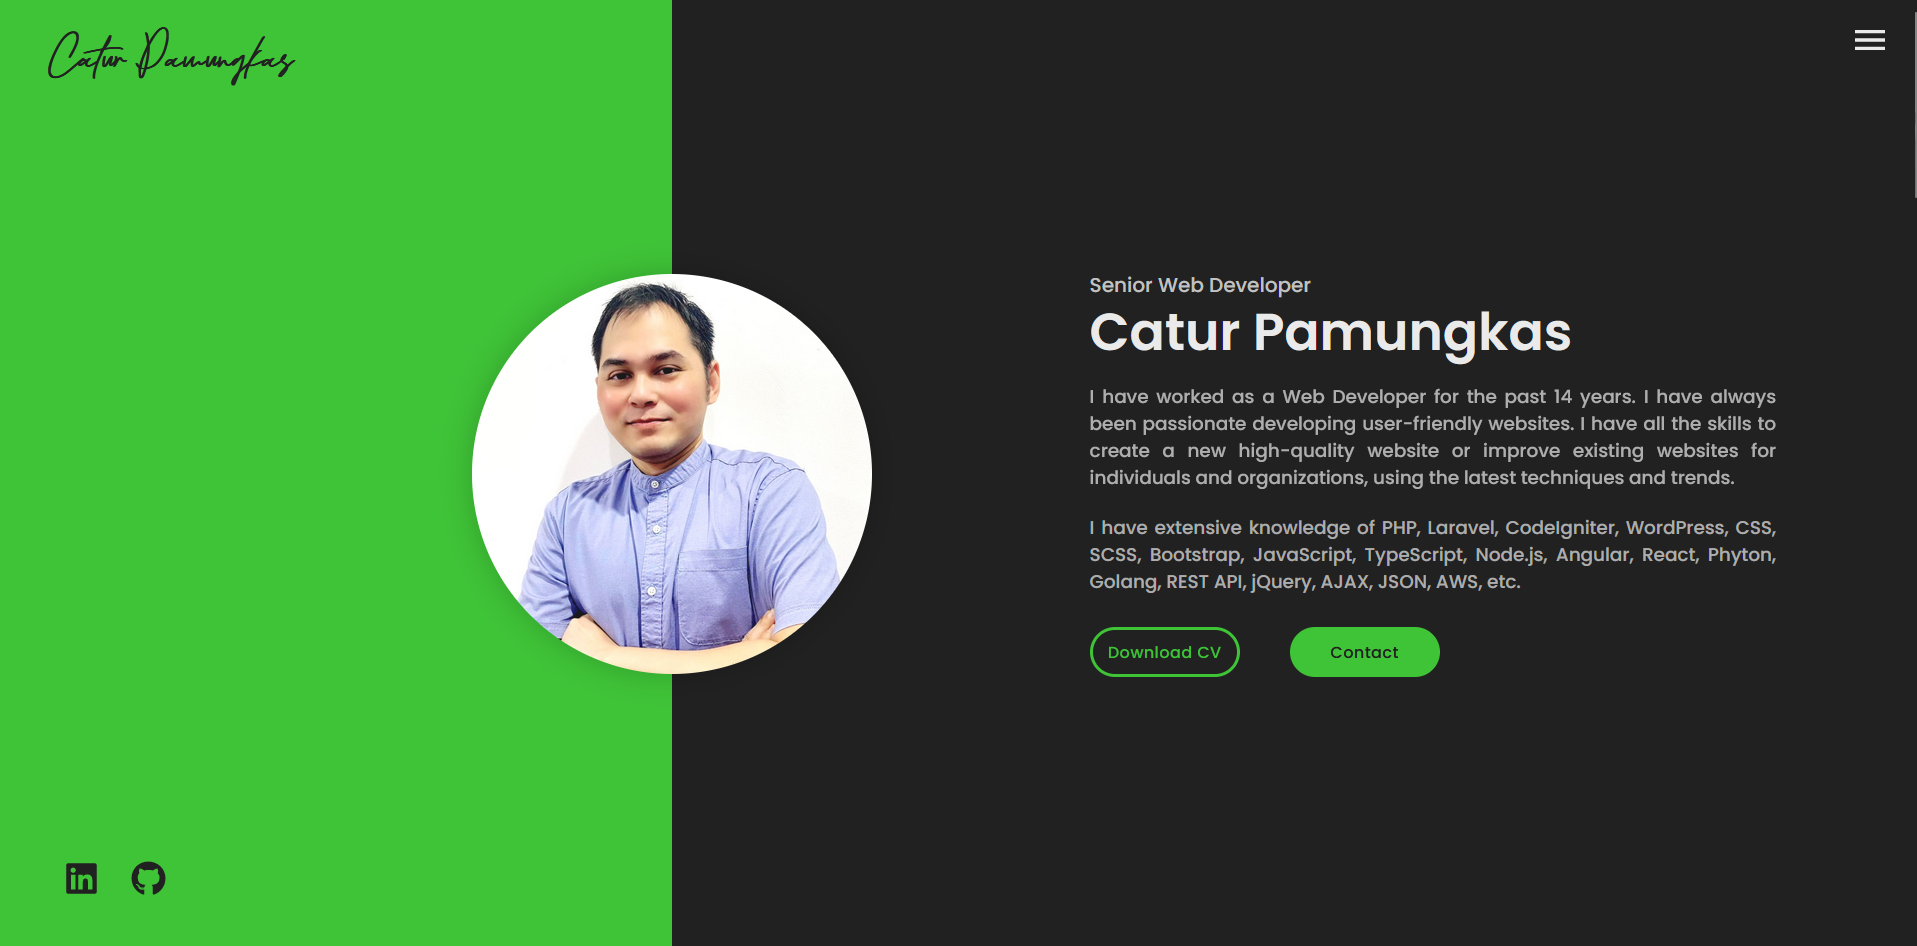 Catur Pamungkas
Senior Web Developer
Catur Pamungkas
I have worked as a Web Developer for the past 14 years. I have always
been passionate developing user-friendly websites. I have all the skills to
create a new high-quality website or improve existing websites for
individuals and organizations, using the latest techniques and trends.
I have extensive knowledge of PHP, Laravel, CodeIgniter, WordPress, CSS,
SCSS, Bootstrap, JavaScript, TypeScript, Node.js, Angular, React, Phyton,
Golang, REST API, jQuery, AJAX, JSON, AWS, etc.
Download CV
Contact
in